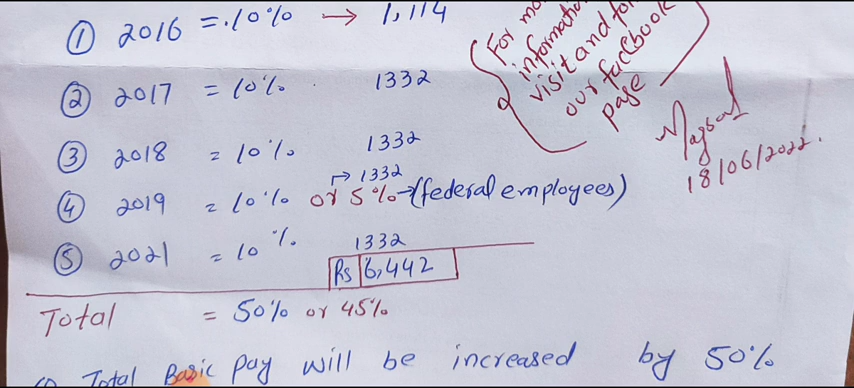 ① 2016 = 10% → 1,114
② 2017 = 10% 1332
③ 2018 = 10% 1332
④ 2019 = 10% or 5% → (federal employees)
→ 1332
⑤ 2021 = 10% 1332
Rs 6,442
Total = 50% or 45%
Total Basic pay will be increased by 50%
For more
information
visit and
our facebook
page
Maqsood
18/06/2022.